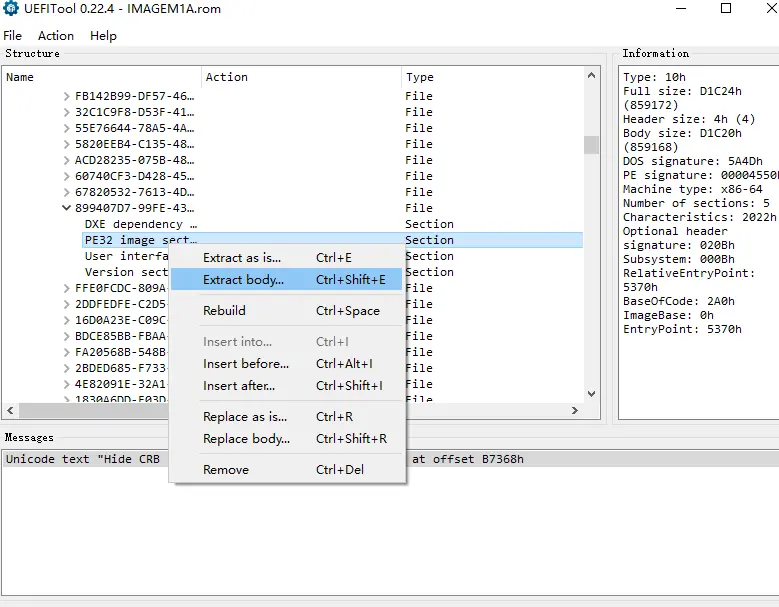 UEFITool 0.22.4 - IMAGEM1A.rom
File Action Help
Structure
Name Action Type
FB142B99-DF57-46… File
32C1C9F8-D53F-41… File
55E76644-78A5-4A… File
5820EEB4-C135-48… File
ACD28235-075B-48… File
60740CF3-D428-45… File
67820532-7613-4D… File
899407D7-99FE-43… File
DXE dependency … Section
PE32 image sect… Section
User interfa Section
Version sect Section
FFE0FCDC-809A- File
2DDFEDFE-C2D5- File
16D0A23E-C09C- File
BDCE85BB-FBAA- File
FA20568B-548B- File
2BDED685-F733- File
4E82091E-32A1- File
1830A6DD-F03D- File
Extract as is... Ctrl+E
Extract body... Ctrl+Shift+E
Rebuild Ctrl+Space
Insert into... Ctrl+I
Insert before... Ctrl+Alt+I
Insert after... Ctrl+Shift+I
Replace as is... Ctrl+R
Replace body... Ctrl+Shift+R
Remove Ctrl+Del
Information
Type: 10h
Full size: D1C24h
(859172)
Header size: 4h (4)
Body size: D1C20h
(859168)
DOS signature: 5A4Dh
PE signature: 00004550h
Machine type: x86-64
Number of sections: 5
Characteristics: 2022h
Optional header
signature: 020Bh
Subsystem: 000Bh
RelativeEntryPoint:
5370h
BaseOfCode: 2A0h
ImageBase: 0h
EntryPoint: 5370h
Messages
Unicode text "Hide CRB at offset B7368h